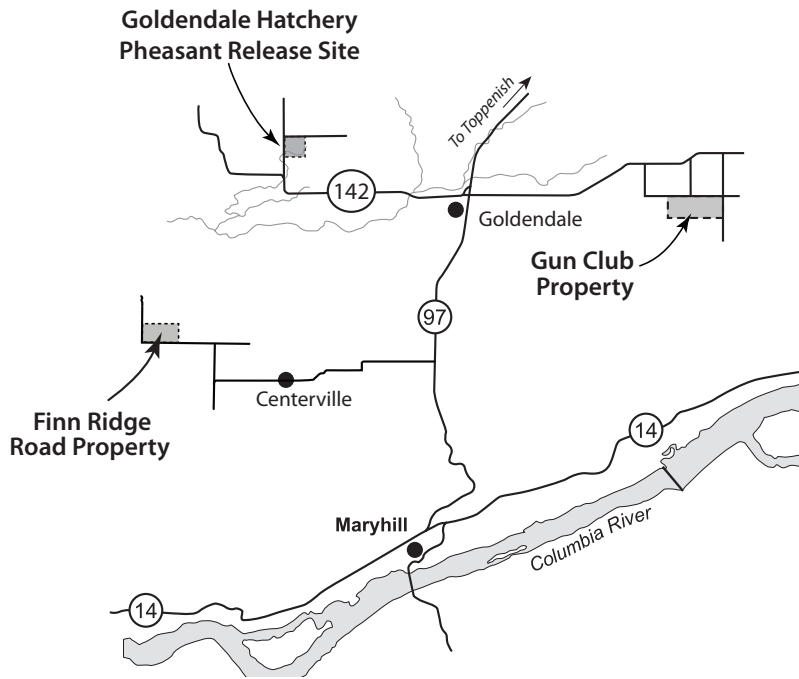 Goldendale Hatchery
Pheasant Release Site
To Toppenish
142
Goldendale
Gun Club
Property
97
Centerville
Finn Ridge
Road Property
14
Maryhill
Columbia River
14